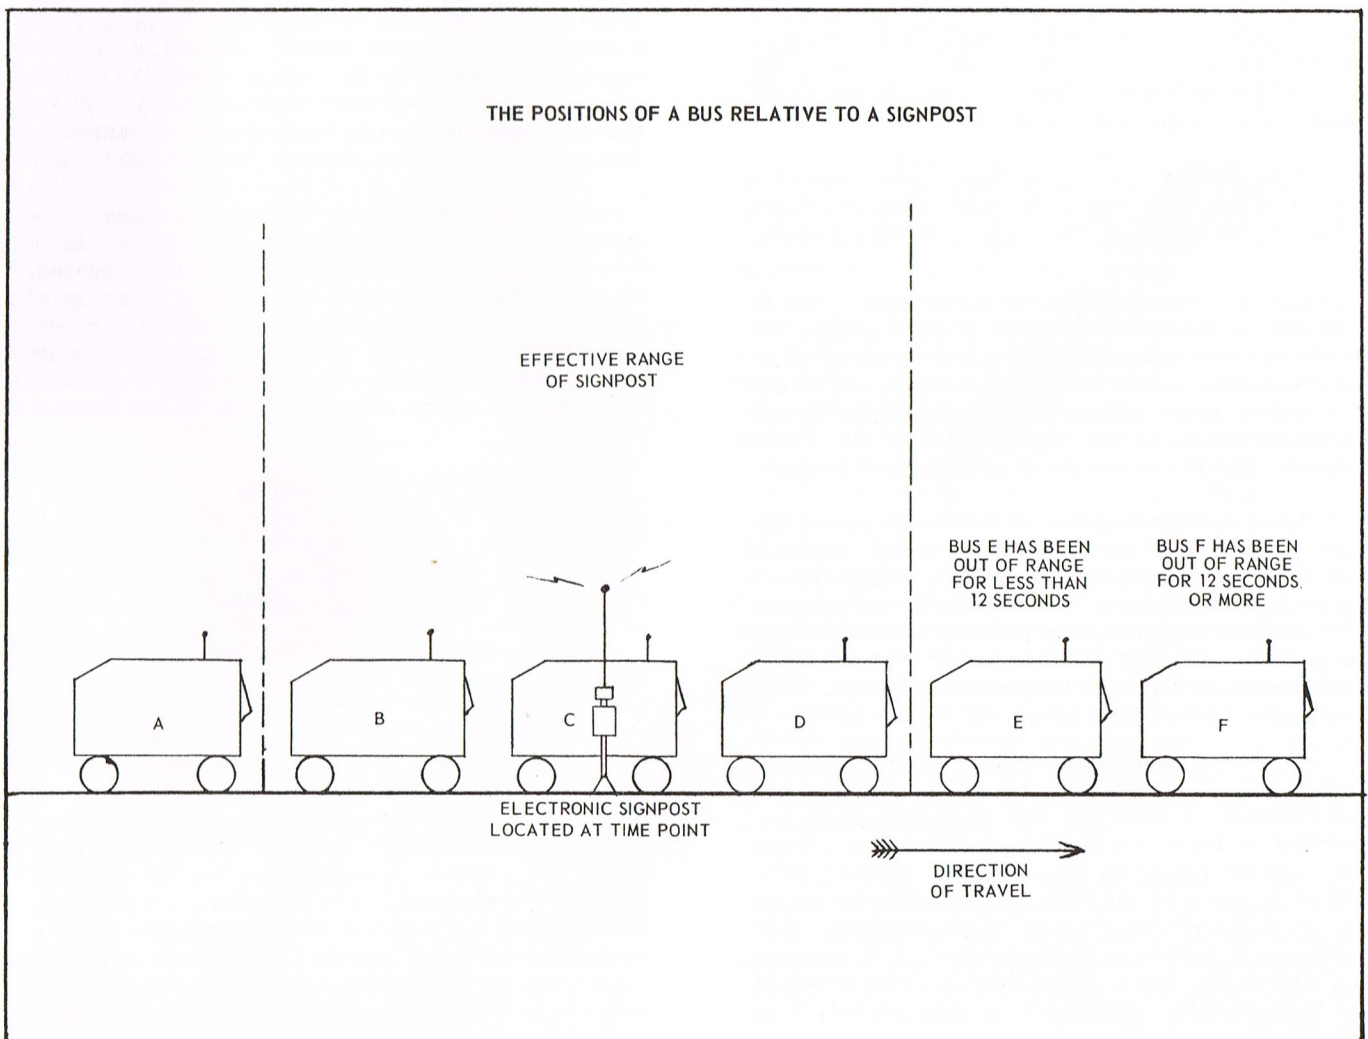 THE POSITIONS OF A BUS RELATIVE TO A SIGNPOST
EFFECTIVE RANGE
OF SIGNPOST
BUS E HAS BEEN
OUT OF RANGE
FOR LESS THAN
12 SECONDS
BUS F HAS BEEN
OUT OF RANGE
FOR 12 SECONDS.
OR MORE
A
B
C
D
E
F
ELECTRONIC SIGNPOST
LOCATED AT TIME POINT
DIRECTION
OF TRAVEL